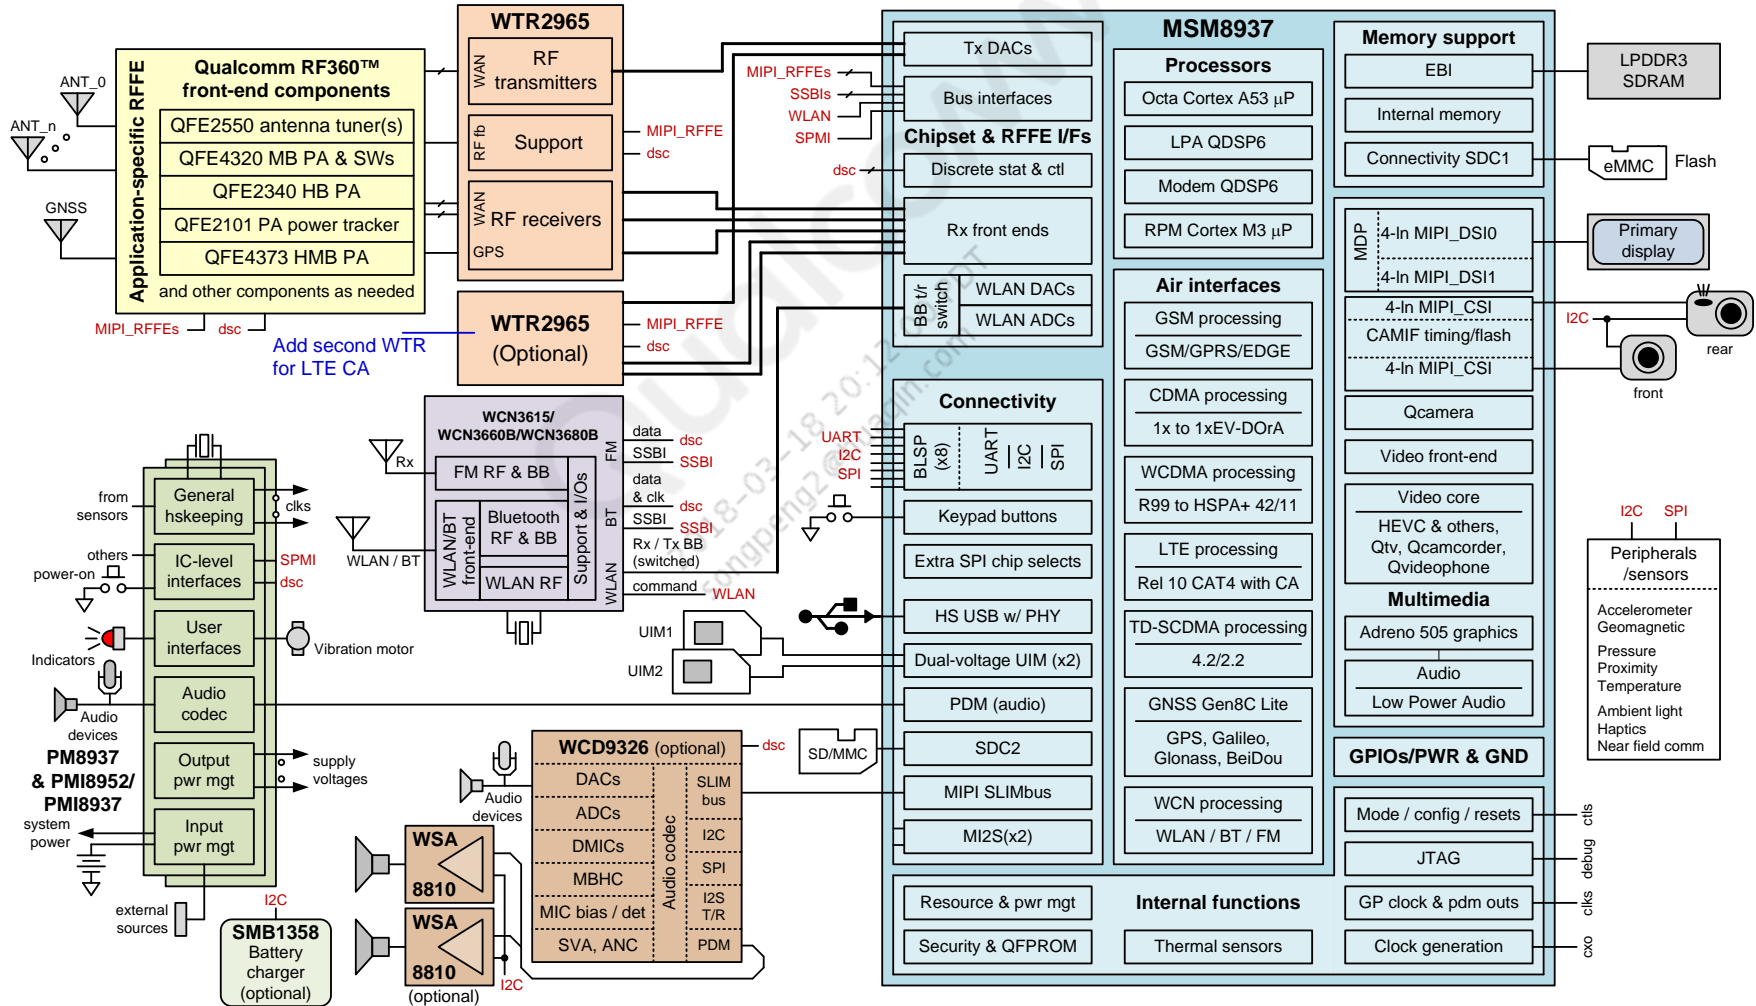 WTR2965
MSM8937
Qualcomm RF360™
front-end components
Application-specific RFFE
QFE2550 antenna tuner(s)
QFE4320 MB PA & SWs
QFE2340 HB PA
QFE2101 PA power tracker
QFE4373 HMB PA
and other components as needed
ANT_0
ANT_n
GNSS
MIPI_RFFEs
dsc
WAN
RF
transmitters
RF fb
Support
WAN
GPS
RF receivers
MIPI_RFFE
dsc
WTR2965
(Optional)
MIPI_RFFE
dsc
Add second WTR
for LTE CA
MIPI_RFFEs
SSBIs
WLAN
SPMI
dsc
Tx DACs
Bus interfaces
Chipset & RFFE I/Fs
Discrete stat & ctl
Rx front ends
BB t/r
switch
WLAN DACs
WLAN ADCs
Processors
Octa Cortex A53 μP
LPA QDSP6
Modem QDSP6
RPM Cortex M3 μP
Memory support
EBI
Internal memory
Connectivity SDC1
LPDDR3
SDRAM
eMMC
Flash
MDP
4-ln MIPI_DSI0
4-ln MIPI_DSI1
4-ln MIPI_CSI
CAMIF timing/flash
4-ln MIPI_CSI
Primary
display
I2C
rear
front
Qcamera
Video front-end
Video core
HEVC & others,
Qtv, Qcamcorder,
Qvideophone
Multimedia
Adreno 505 graphics
Audio
Low Power Audio
GPIOs/PWR & GND
Mode / config / resets
JTAG
GP clock & pdm outs
Clock generation
ctls
debug
clks
cxo
I2C
SPI
Peripherals
/sensors
Accelerometer
Geomagnetic
Pressure
Proximity
Temperature
Ambient light
Haptics
Near field comm
Air interfaces
GSM processing
GSM/GPRS/EDGE
CDMA processing
1x to 1xEV-DOrA
WCDMA processing
R99 to HSPA+ 42/11
LTE processing
Rel 10 CAT4 with CA
TD-SCDMA processing
4.2/2.2
GNSS Gen8C Lite
GPS, Galileo,
Glonass, BeiDou
WCN processing
WLAN / BT / FM
Connectivity
UART
I2C
SPI
BLSP
(x8)
UART
I2C
SPI
Keypad buttons
Extra SPI chip selects
HS USB w/ PHY
Dual-voltage UIM (x2)
PDM (audio)
SDC2
MIPI SLIMbus
MI2S(x2)
UIM1
UIM2
SD/MMC
Resource & pwr mgt
Security & QFPROM
Internal functions
Thermal sensors
WCN3615/
WCN3660B/WCN3680B
Rx
FM RF & BB
WLAN/BT
front-end
Bluetooth
RF & BB
WLAN RF
Support & I/Os
FM
BT
WLAN
WLAN / BT
data
dsc
SSBI
SSBI
data
& clk
dsc
SSBI
SSBI
Rx / Tx BB
(switched)
command
WLAN
from
sensors
General
hskeeping
clks
others
power-on
IC-level
interfaces
SPMI
dsc
User
interfaces
Indicators
Vibration motor
Audio
codec
Audio
devices
PM8937
& PMI8952/
PMI8937
Output
pwr mgt
supply
voltages
system
power
Input
pwr mgt
external
sources
I2C
SMB1358
Battery
charger
(optional)
WCD9326 (optional)
dsc
DACs
ADCs
DMICs
MBHC
MIC bias / det
SVA, ANC
Audio codec
SLIM
bus
I2C
SPI
I2S
T/R
PDM
Audio
devices
WSA
8810
WSA
8810
(optional)
I2C
Qualcomm
2018-03-18 20:12:00 PDT
songpeng2@huaqin.com